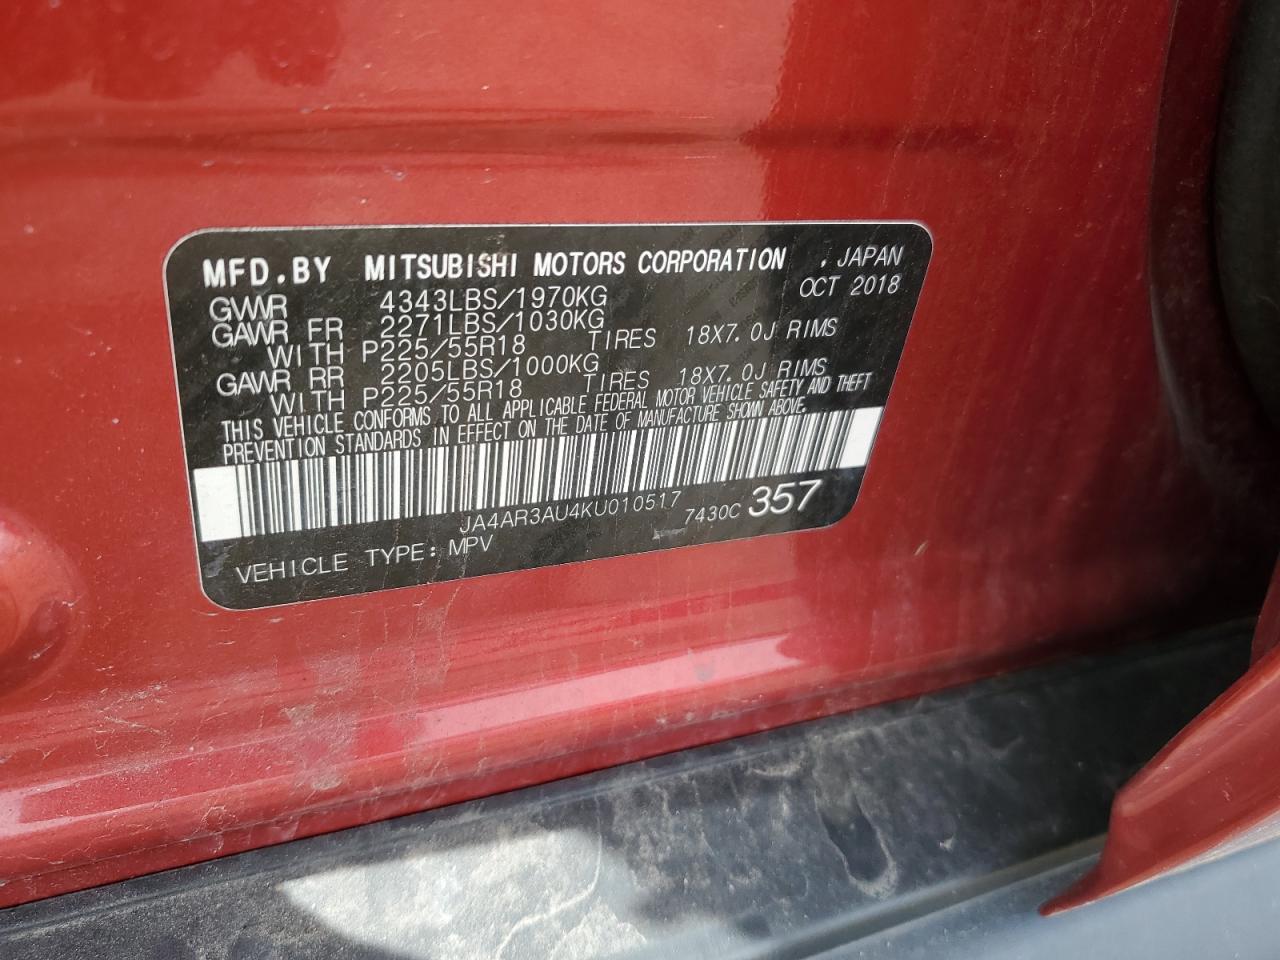 MFD.BY MITSUBISHI MOTORS CORPORATION , JAPAN
OCT 2018
GVWR 4343LBS/1970KG
GAWR FR 2271LBS/1030KG
WITH P225/55R18 TIRES 18X7.0J RIMS
GAWR RR 2205LBS/1000KG
WITH P225/55R18 TIRES 18X7.0J RIMS
THIS VEHICLE CONFORMS TO ALL APPLICABLE FEDERAL MOTOR VEHICLE SAFETY AND THEFT
PREVENTION STANDARDS IN EFFECT ON THE DATE OF MANUFACTURE SHOWN ABOVE.
JA4AR3AU4KU010517 7430C 357
VEHICLE TYPE: MPV